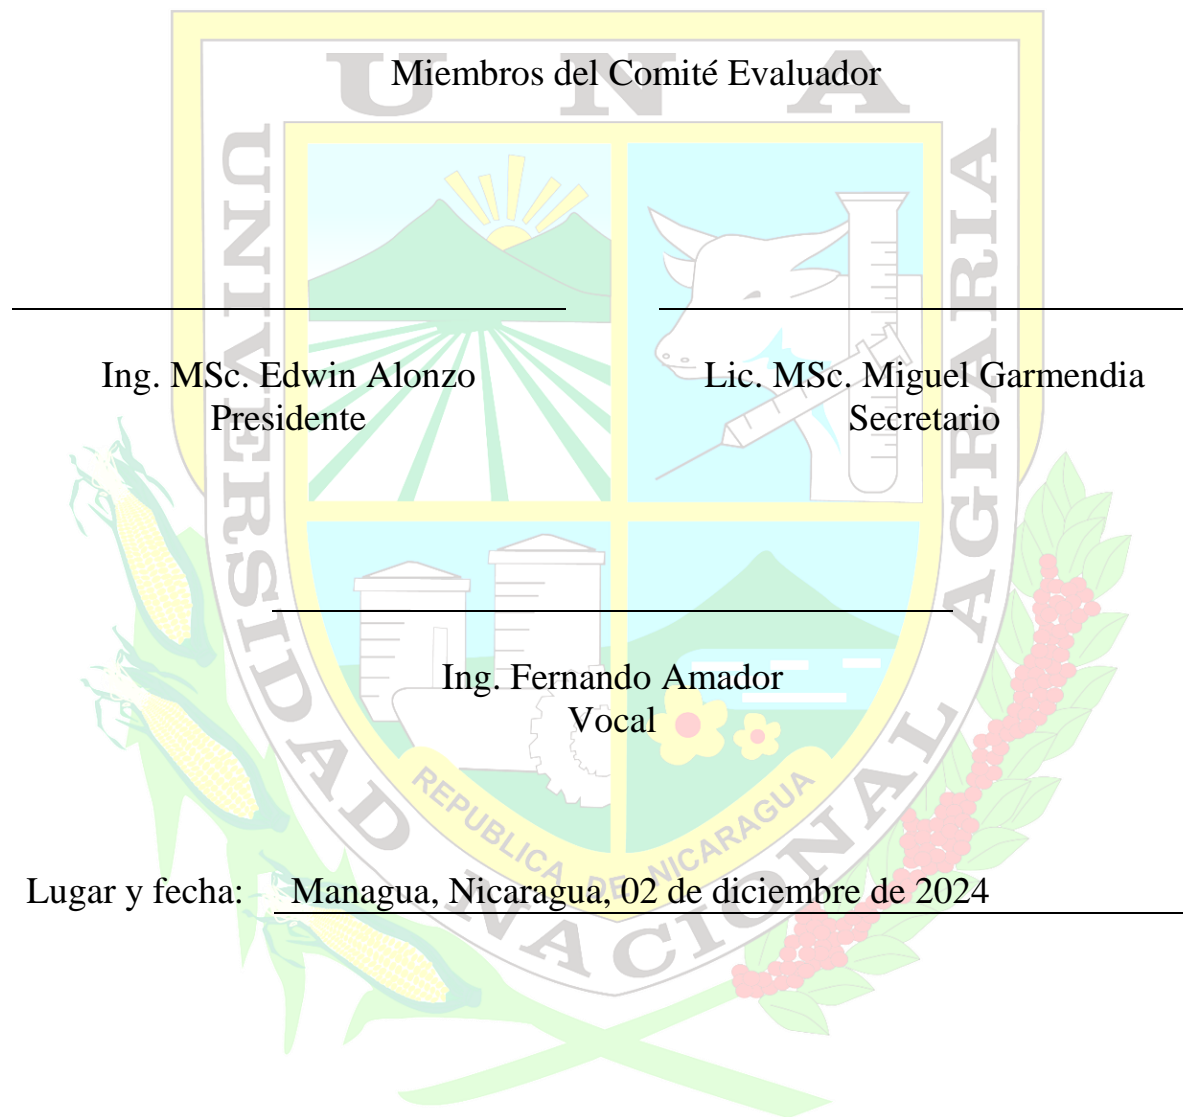 U N A
Miembros del Comité Evaluador
UNIVERSIDAD NACIONAL AGRARIA
Ing. MSc. Edwin Alonzo
Presidente
Lic. MSc. Miguel Garmendia
Secretario
Ing. Fernando Amador
Vocal
REPUBLICA DE NICARAGUA
Lugar y fecha: Managua, Nicaragua, 02 de diciembre de 2024